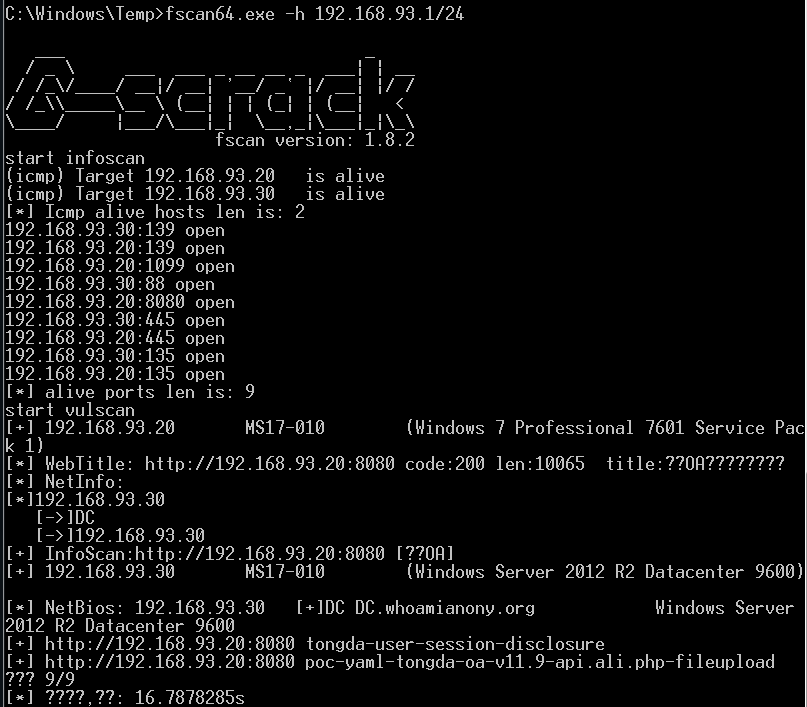 C:\Windows\Temp>fscan64.exe -h 192.168.93.1/24
fscan version: 1.8.2
start infoscan
(icmp) Target 192.168.93.20   is alive
(icmp) Target 192.168.93.30   is alive
[*] Icmp alive hosts len is: 2
192.168.93.30:139 open
192.168.93.20:139 open
192.168.93.20:1099 open
192.168.93.30:88 open
192.168.93.20:8080 open
192.168.93.30:445 open
192.168.93.20:445 open
192.168.93.30:135 open
192.168.93.20:135 open
[*] alive ports len is: 9
start vulscan
[+] 192.168.93.20       MS17-010        (Windows 7 Professional 7601 Service Pac
k 1)
[*] WebTitle: http://192.168.93.20:8080 code:200 len:10065  title:??OA????????
[*] NetInfo:
[*]192.168.93.30
   [->]DC
   [->]192.168.93.30
[+] InfoScan:http://192.168.93.20:8080 [??OA]
[+] 192.168.93.30       MS17-010        (Windows Server 2012 R2 Datacenter 9600)
[*] NetBios: 192.168.93.30   [+]DC DC.whoamianony.org            Windows Server
2012 R2 Datacenter 9600
[+] http://192.168.93.20:8080 tongda-user-session-disclosure
[+] http://192.168.93.20:8080 poc-yaml-tongda-oa-v11.9-api.ali.php-fileupload
??? 9/9
[*] ????,??: 16.7878285s